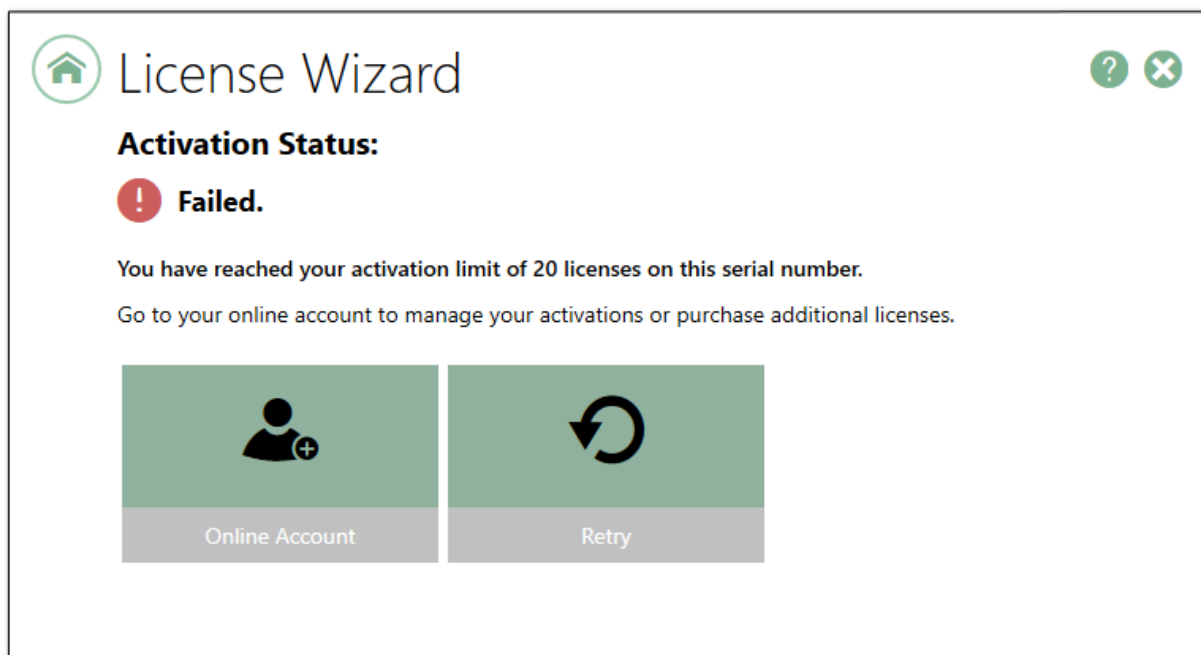 License Wizard
Activation Status:
Failed.
You have reached your activation limit of 20 licenses on this serial number.
Go to your online account to manage your activations or purchase additional licenses.
Online Account
Retry